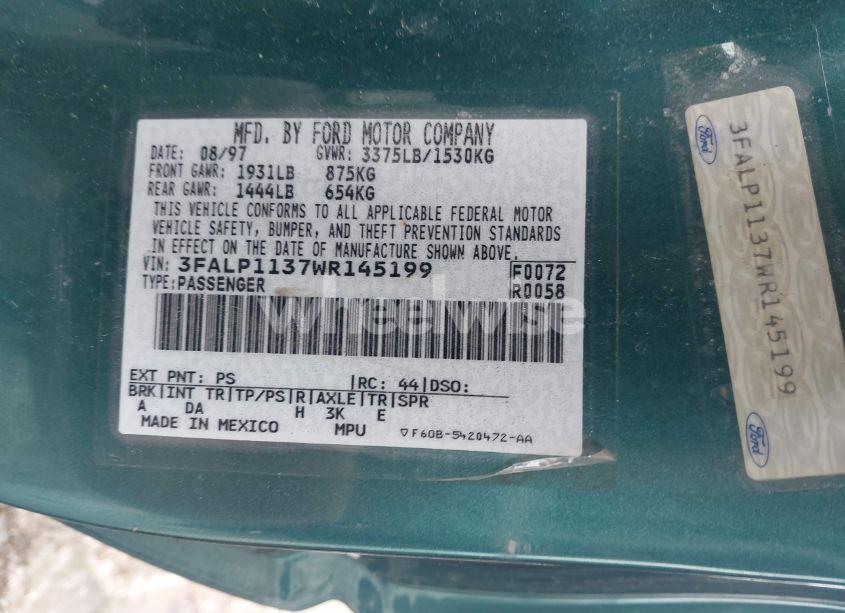 MFD. BY FORD MOTOR COMPANY
DATE: 08/97 GVWR: 3375LB/1530KG
FRONT GAWR: 1931LB 875KG
REAR GAWR: 1444LB 654KG
THIS VEHICLE CONFORMS TO ALL APPLICABLE FEDERAL MOTOR
VEHICLE SAFETY, BUMPER, AND THEFT PREVENTION STANDARDS
IN EFFECT ON THE DATE OF MANUFACTURE SHOWN ABOVE.
VIN: 3FALP1137WR145199 F0072
TYPE: PASSENGER R0058
wheelwise
EXT PNT: PS |RC: 44|DSO:
BRK|INT TR|TP/PS|R|AXLE|TR|SPR
A DA H 3K E
MADE IN MEXICO MPU ▽F60B-5420472-AA
Ford
3FALP1137WR145199
Ford